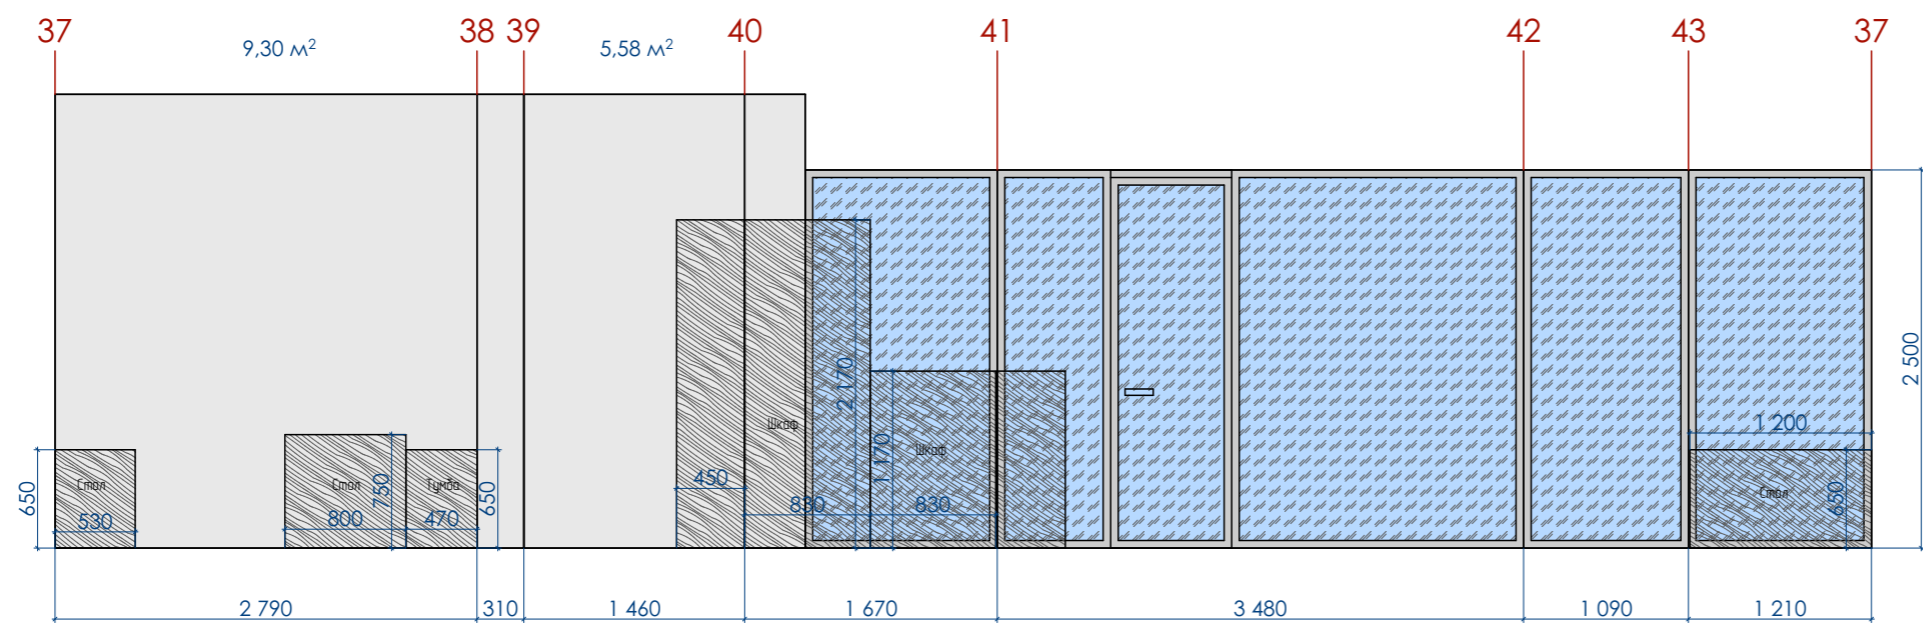 37 38 39 40 41 42 43 37
9,30 м² 5,58 м²
2 500
2 170
Шкаф
1 170
Шкаф
1 200
650
Стол
530
Стол
750
800
Тумба
470
650
450
830
830
Стол
650
2 790 310 1 460 1 670 3 480 1 090 1 210